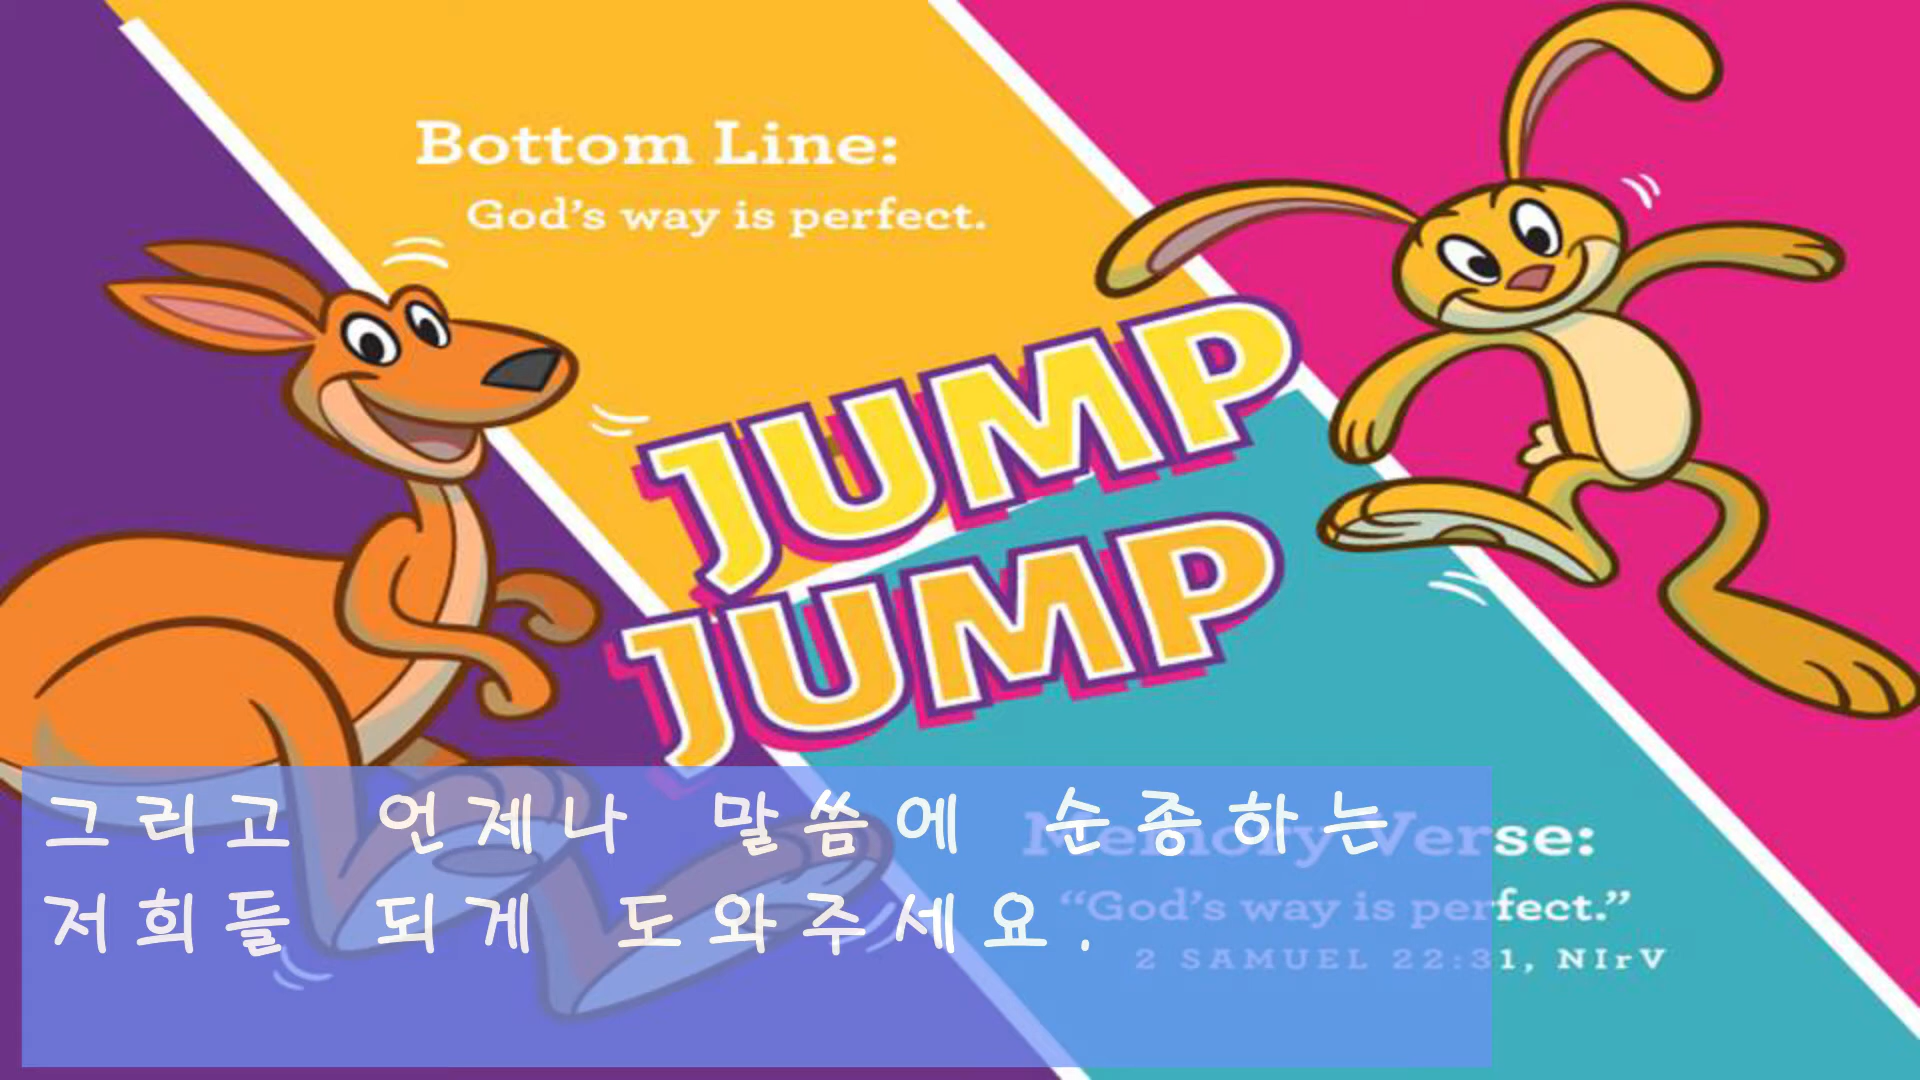 Bottom Line:
God's way is perfect.
JUMP
JUMP
그리고 언제나 말씀에 순종하는
저희들 되게 도와주세요.
Memory Verse:
“God's way is perfect.”
2 SAMUEL 22:31, NIrV